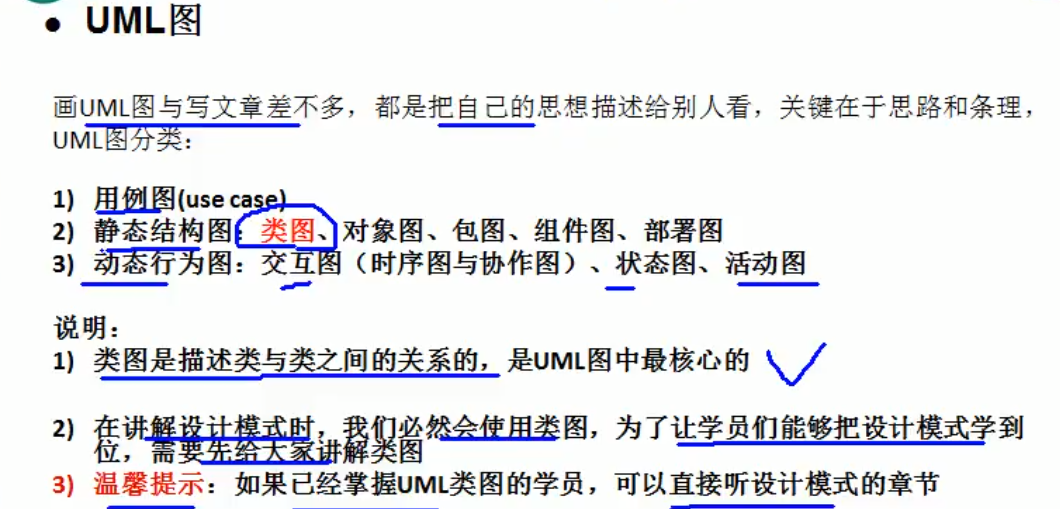 ● UML图
画UML图与写文章差不多，都是把自己的思想描述给别人看，关键在于思路和条理，
UML图分类：
1) 用例图(use case)
2) 静态结构图：类图、对象图、包图、组件图、部署图
3) 动态行为图：交互图（时序图与协作图）、状态图、活动图
说明：
1) 类图是描述类与类之间的关系的，是UML图中最核心的
2) 在讲解设计模式时，我们必然会使用类图，为了让学员们能够把设计模式学到
位，需要先给大家讲解类图
3) 温馨提示：如果已经掌握UML类图的学员，可以直接听设计模式的章节